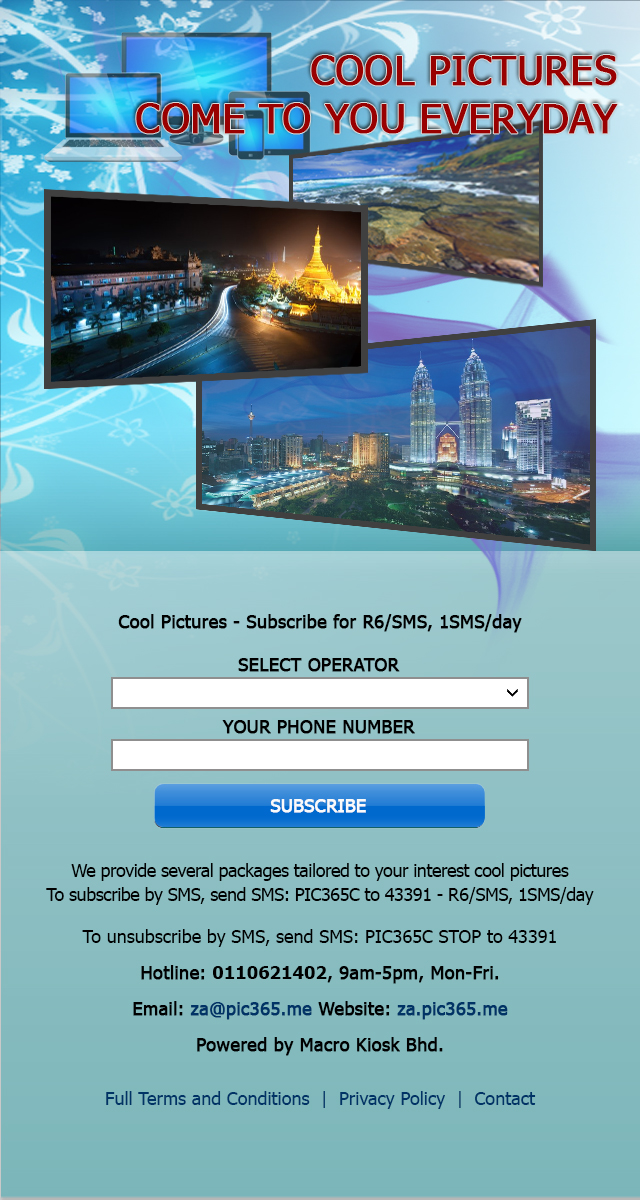 COOL PICTURES
COME TO YOU EVERYDAY
Cool Pictures - Subscribe for R6/SMS, 1SMS/day
SELECT OPERATOR
YOUR PHONE NUMBER
SUBSCRIBE
We provide several packages tailored to your interest cool pictures
To subscribe by SMS, send SMS: PIC365C to 43391 - R6/SMS, 1SMS/day
To unsubscribe by SMS, send SMS: PIC365C STOP to 43391
Hotline: 0110621402, 9am-5pm, Mon-Fri.
Email: za@pic365.me Website: za.pic365.me
Powered by Macro Kiosk Bhd.
Full Terms and Conditions | Privacy Policy | Contact